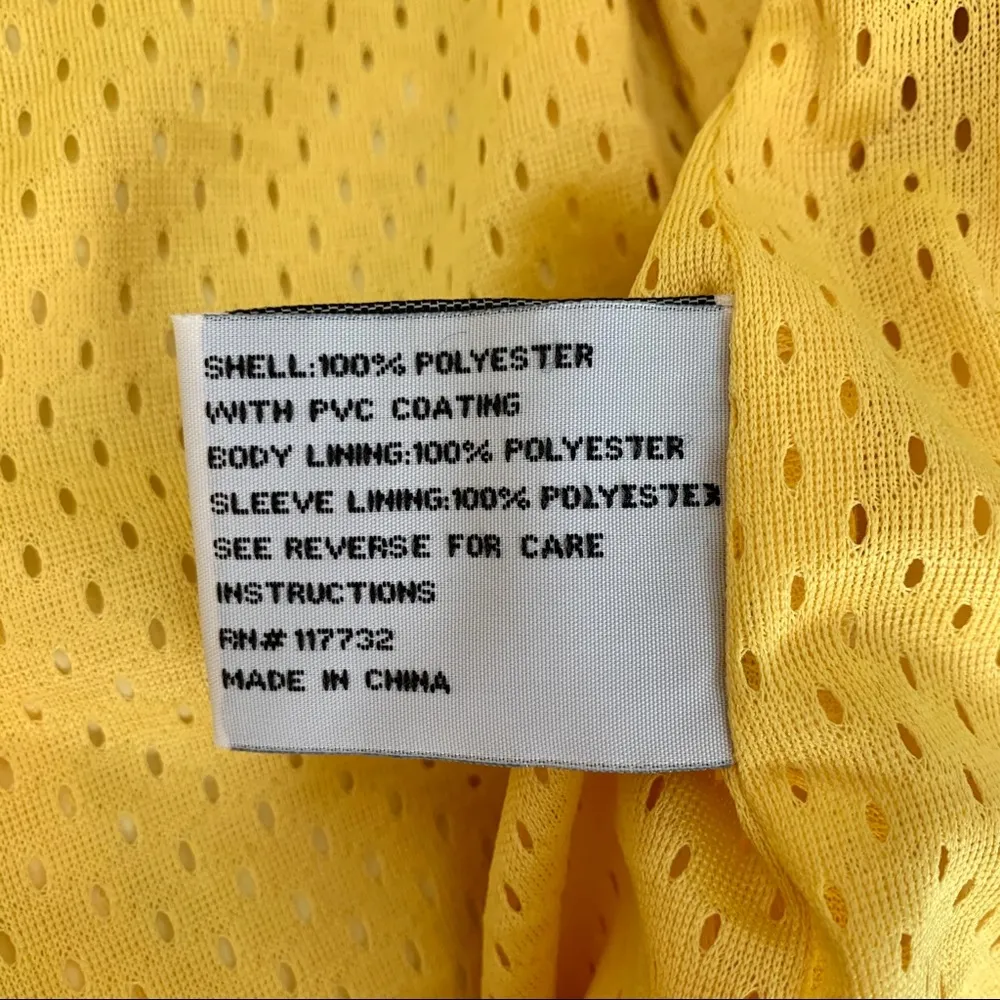 SHELL:100% POLYESTER
WITH PVC COATING
BODY LINING:100% POLYESTER
SLEEVE LINING:100% POLYESTER
SEE REVERSE FOR CARE
INSTRUCTIONS
RN# 117732
MADE IN CHINA